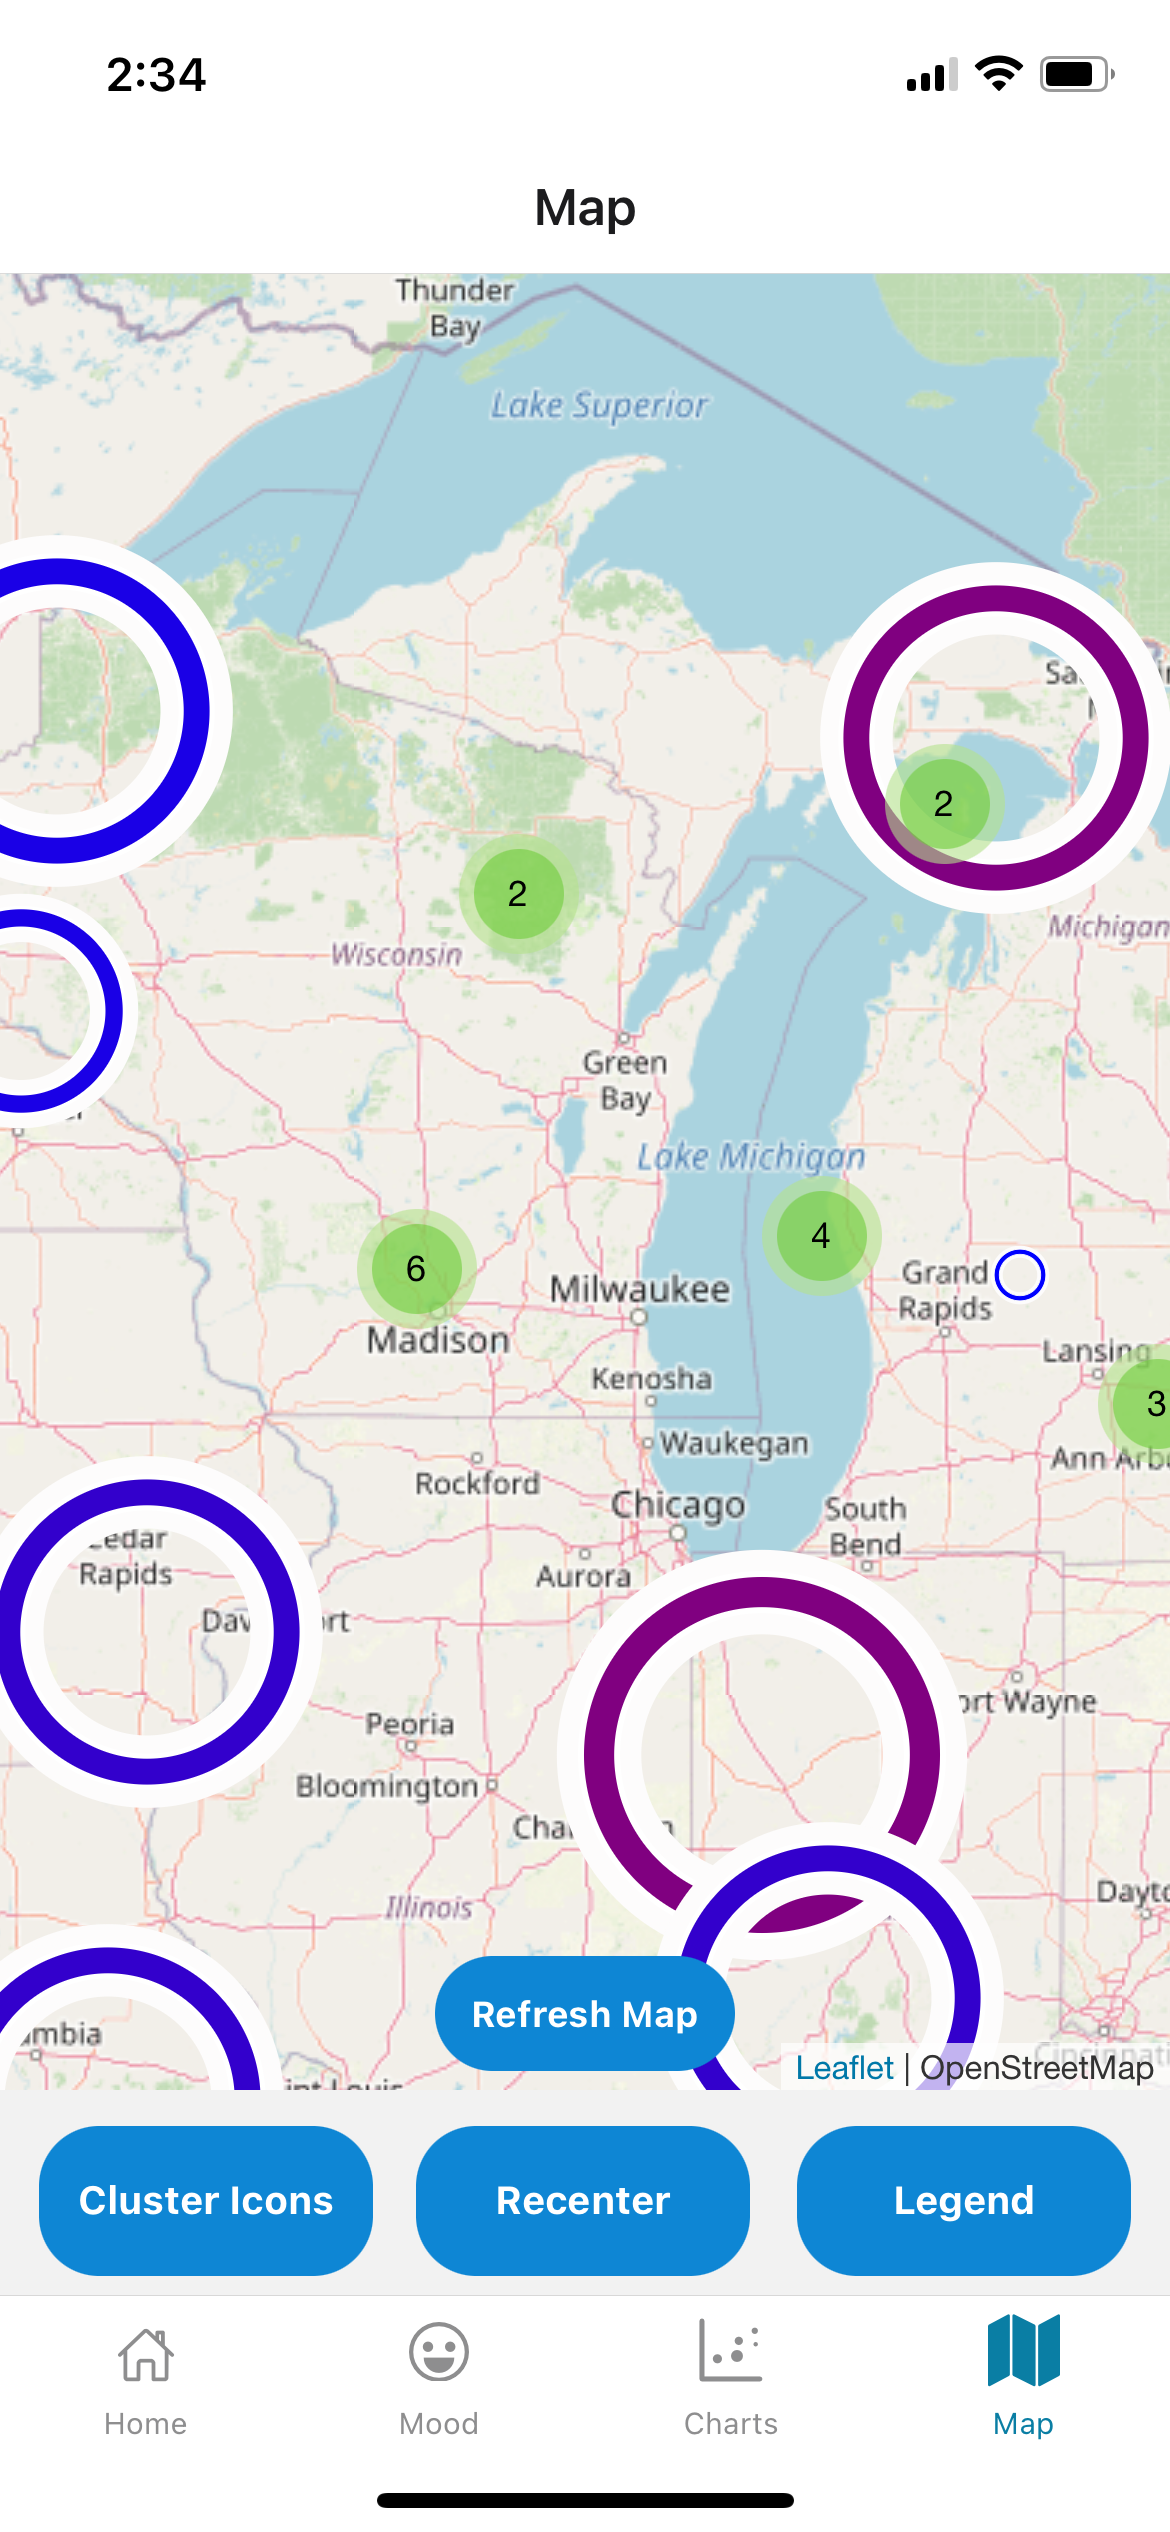 2:34
Map
Thunder
Bay
Lake Superior
2
2
Wisconsin
Michigan
Green
Bay
Lake Michigan
4
6
Milwaukee
Grand
Rapids
Madison
Lansing
Kenosha
3
Waukegan
Ann Arb
Rockford
Chicago
South
Bend
Aurora
edar
Rapids
Dav rt
ort Wayne
Peoria
Bloomington
Cha n
Illinois
Dayt
Refresh Map
mbia
Cincinnati
Leaflet | OpenStreetMap
Cluster Icons
Recenter
Legend
Home
Mood
Charts
Map